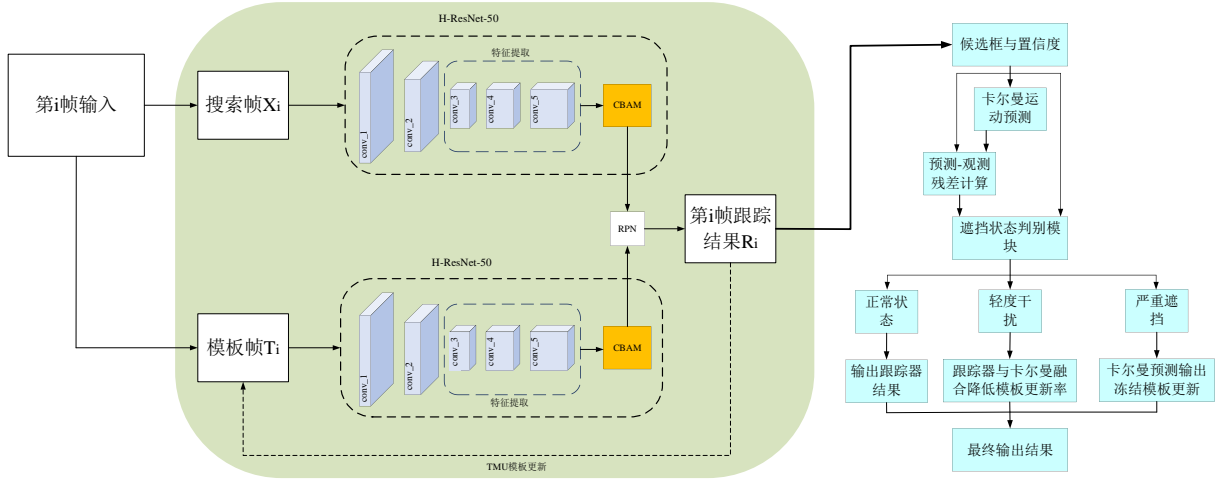 H-ResNet-50
特征提取
第i帧输入
搜索帧Xi
conv_1
conv_2
conv_3
conv_4
conv_5
CBAM
RPN
第i帧跟踪
结果Ri
H-ResNet-50
模板帧Ti
conv_1
conv_2
conv_3
conv_4
conv_5
CBAM
特征提取
TMU模板更新
候选框与置信度
卡尔曼运
动预测
预测-观测
残差计算
遮挡状态判别模
块
正常状
态
轻度干
扰
严重遮
挡
输出跟踪器
结果
跟踪器与卡尔曼融
合降低模板更新率
卡尔曼预测输出
冻结模板更新
最终输出结果